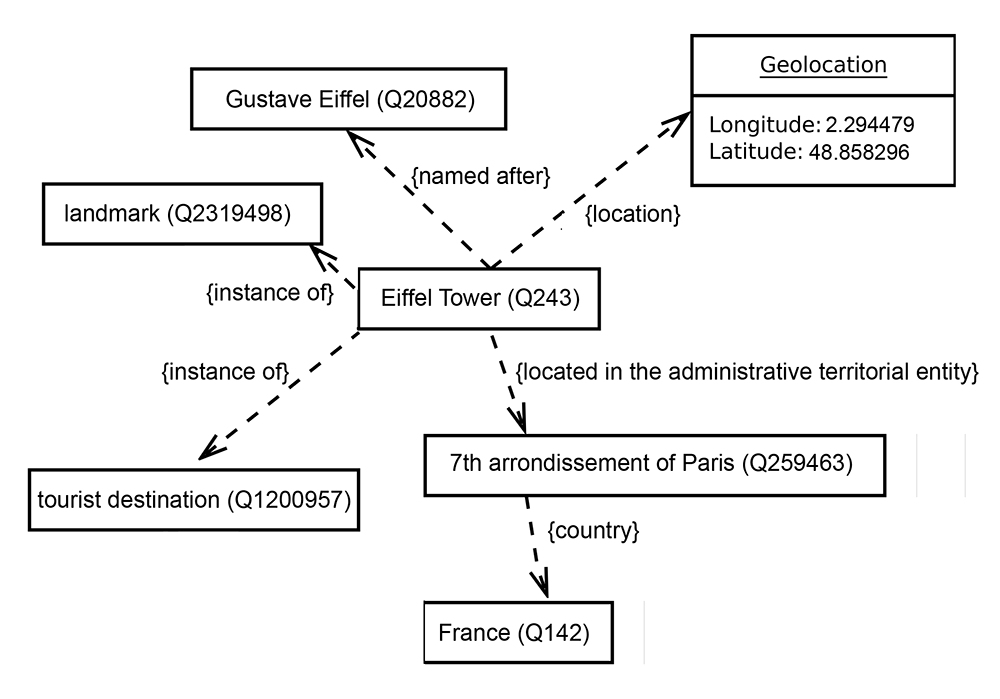 Geolocation
Gustave Eiffel (Q20882)
Longitude: 2.294479
Latitude: 48.858296
{named after}
landmark (Q2319498)
{location}
{instance of}
Eiffel Tower (Q243)
{instance of}
{located in the administrative territorial entity}
7th arrondissement of Paris (Q259463)
tourist destination (Q1200957)
{country}
France (Q142)